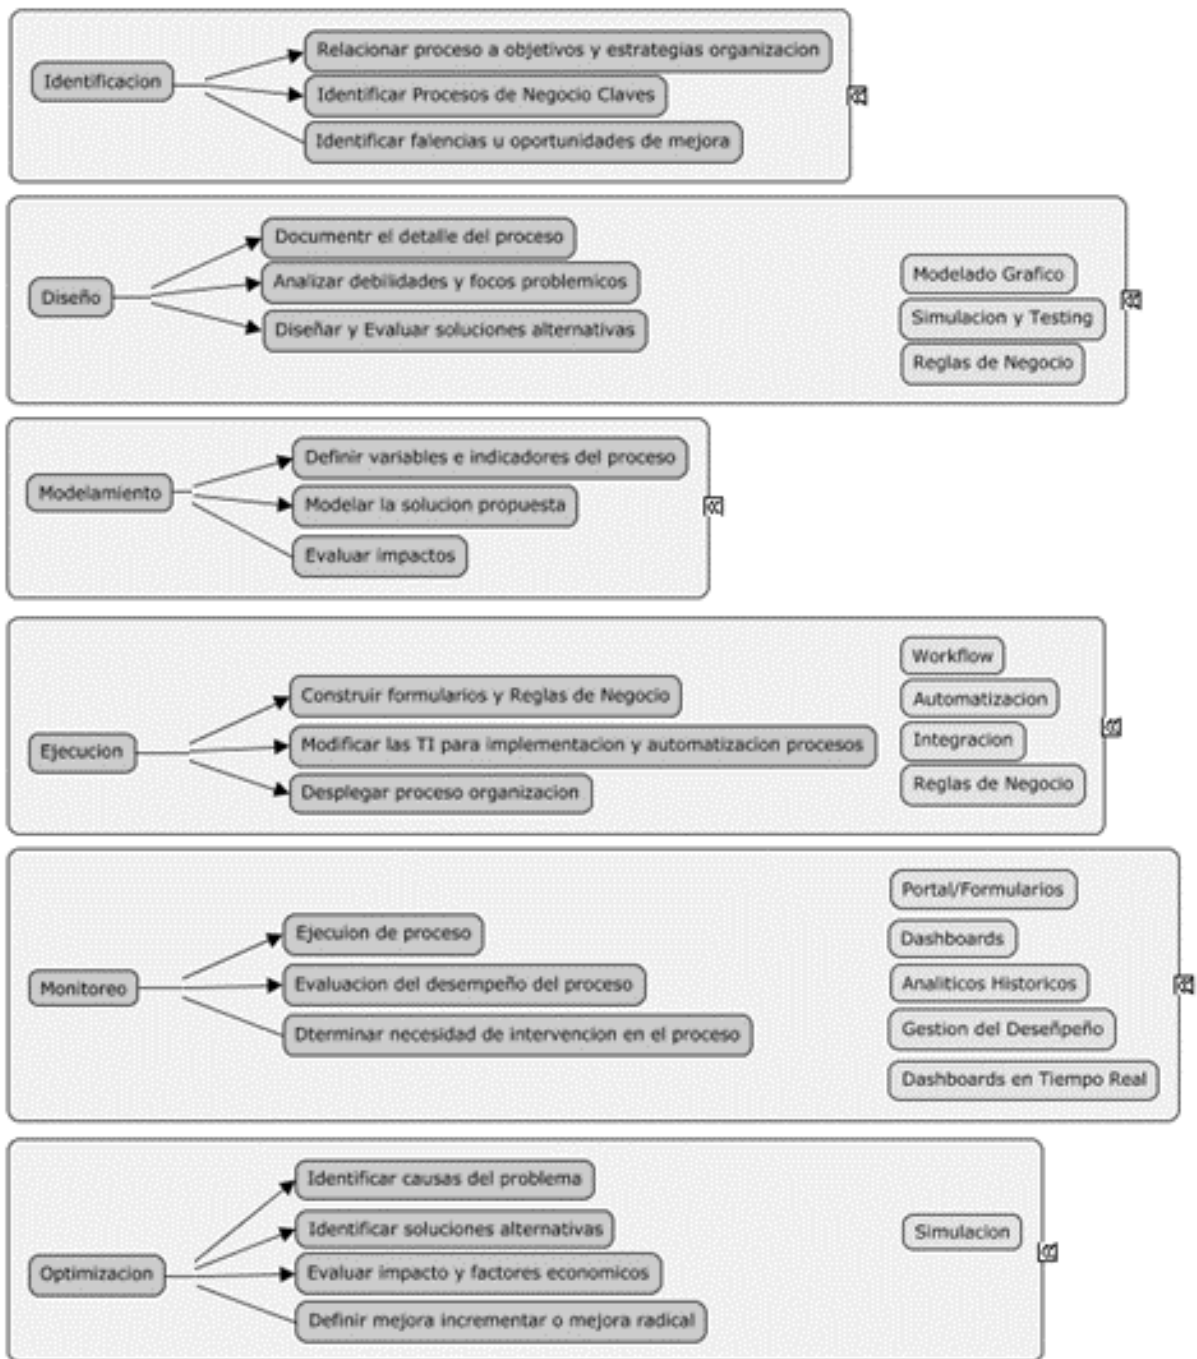 Identificacion
Relacionar proceso a objetivos y estrategias organizacion
Identificar Procesos de Negocio Claves
Identificar falencias u oportunidades de mejora
Diseño
Documentr el detalle del proceso
Analizar debilidades y focos problemicos
Diseñar y Evaluar soluciones alternativas
Modelado Grafico
Simulacion y Testing
Reglas de Negocio
Modelamiento
Definir variables e indicadores del proceso
Modelar la solucion propuesta
Evaluar impactos
Ejecucion
Construir formularios y Reglas de Negocio
Modificar las TI para implementacion y automatizacion procesos
Desplegar proceso organizacion
Workflow
Automatizacion
Integracion
Reglas de Negocio
Monitoreo
Ejecuion de proceso
Evaluacion del desempeño del proceso
Dterminar necesidad de intervencion en el proceso
Portal/Formularios
Dashboards
Analiticos Historicos
Gestion del Deseñpeño
Dashboards en Tiempo Real
Optimizacion
Identificar causas del problema
Identificar soluciones alternativas
Evaluar impacto y factores economicos
Definir mejora incrementar o mejora radical
Simulacion